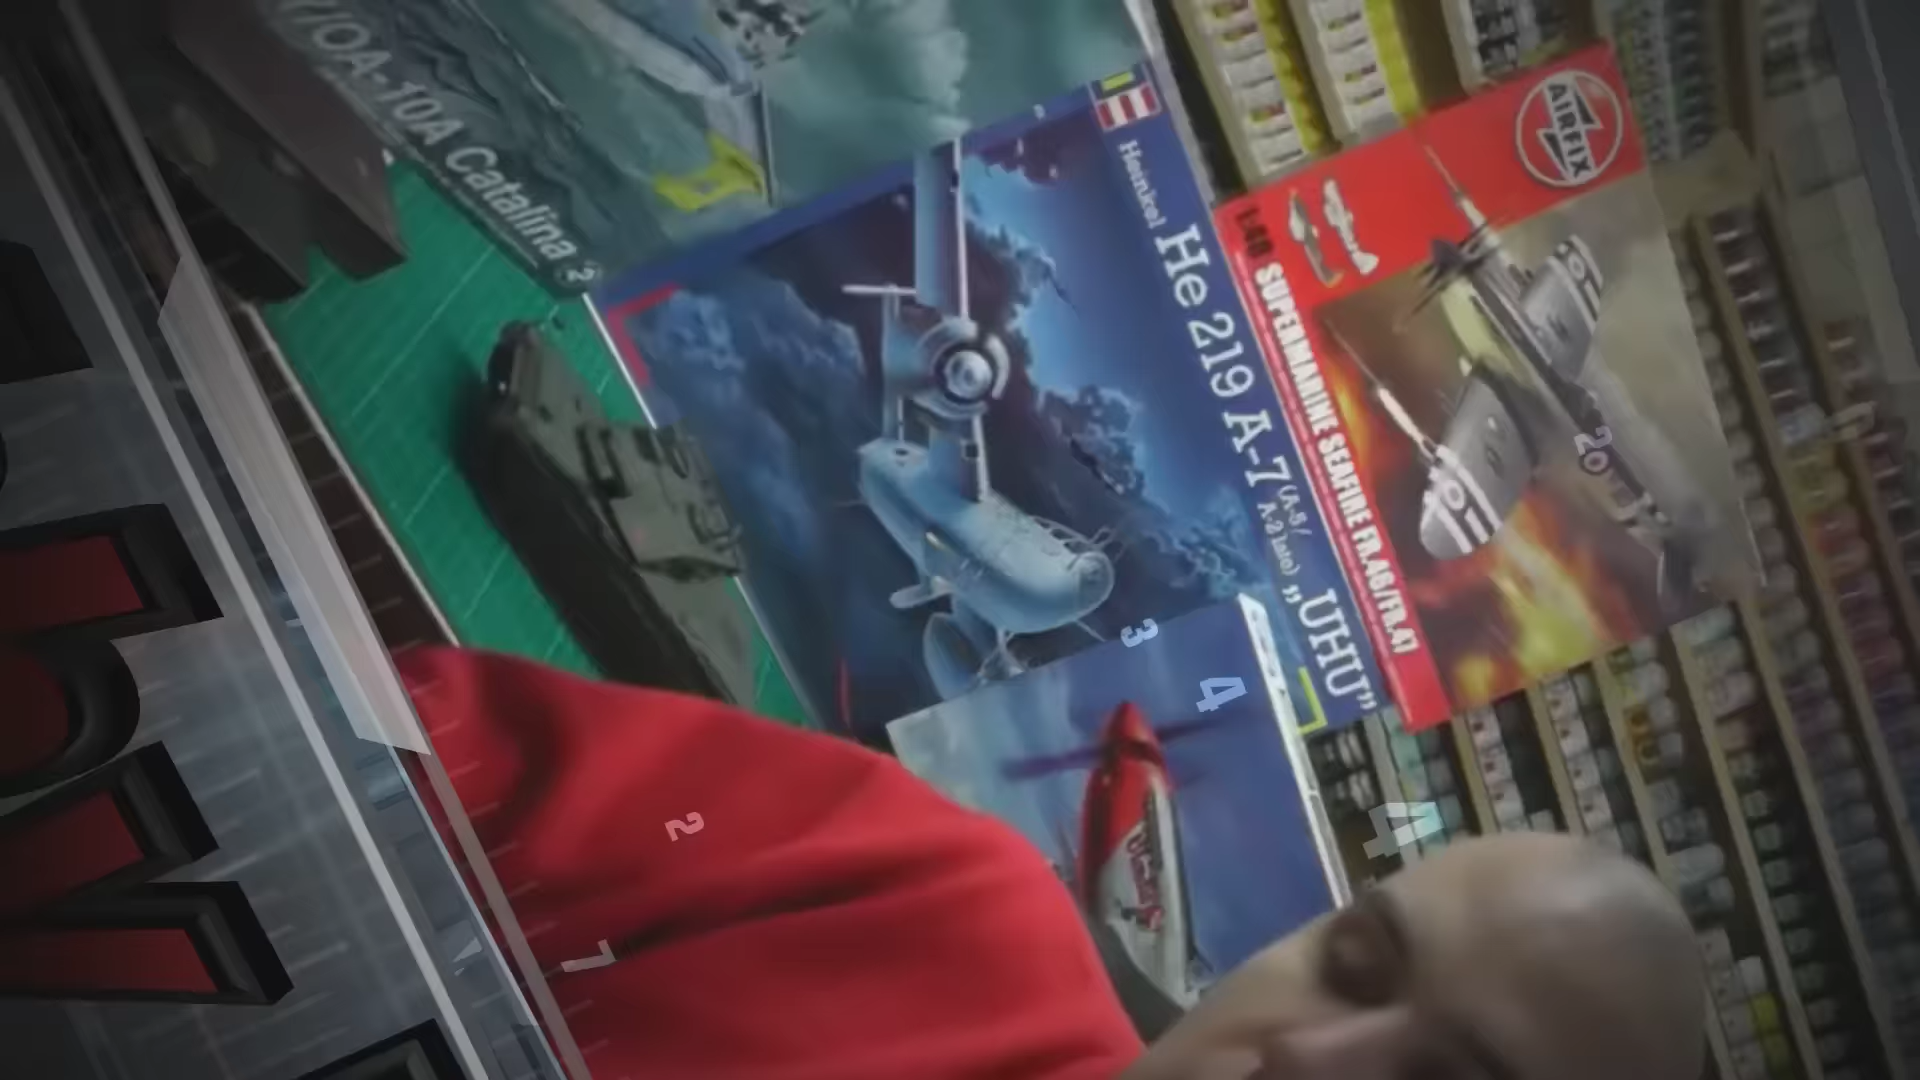 /OA-10A Catalina 2
Heinkel He 219 A-7 (A-5/
A-2 late) „UHU”
AIRFIX
1:48 SUPERMARINE SEAFIRE FR.46/FR.47
20
3
4
4
2
7